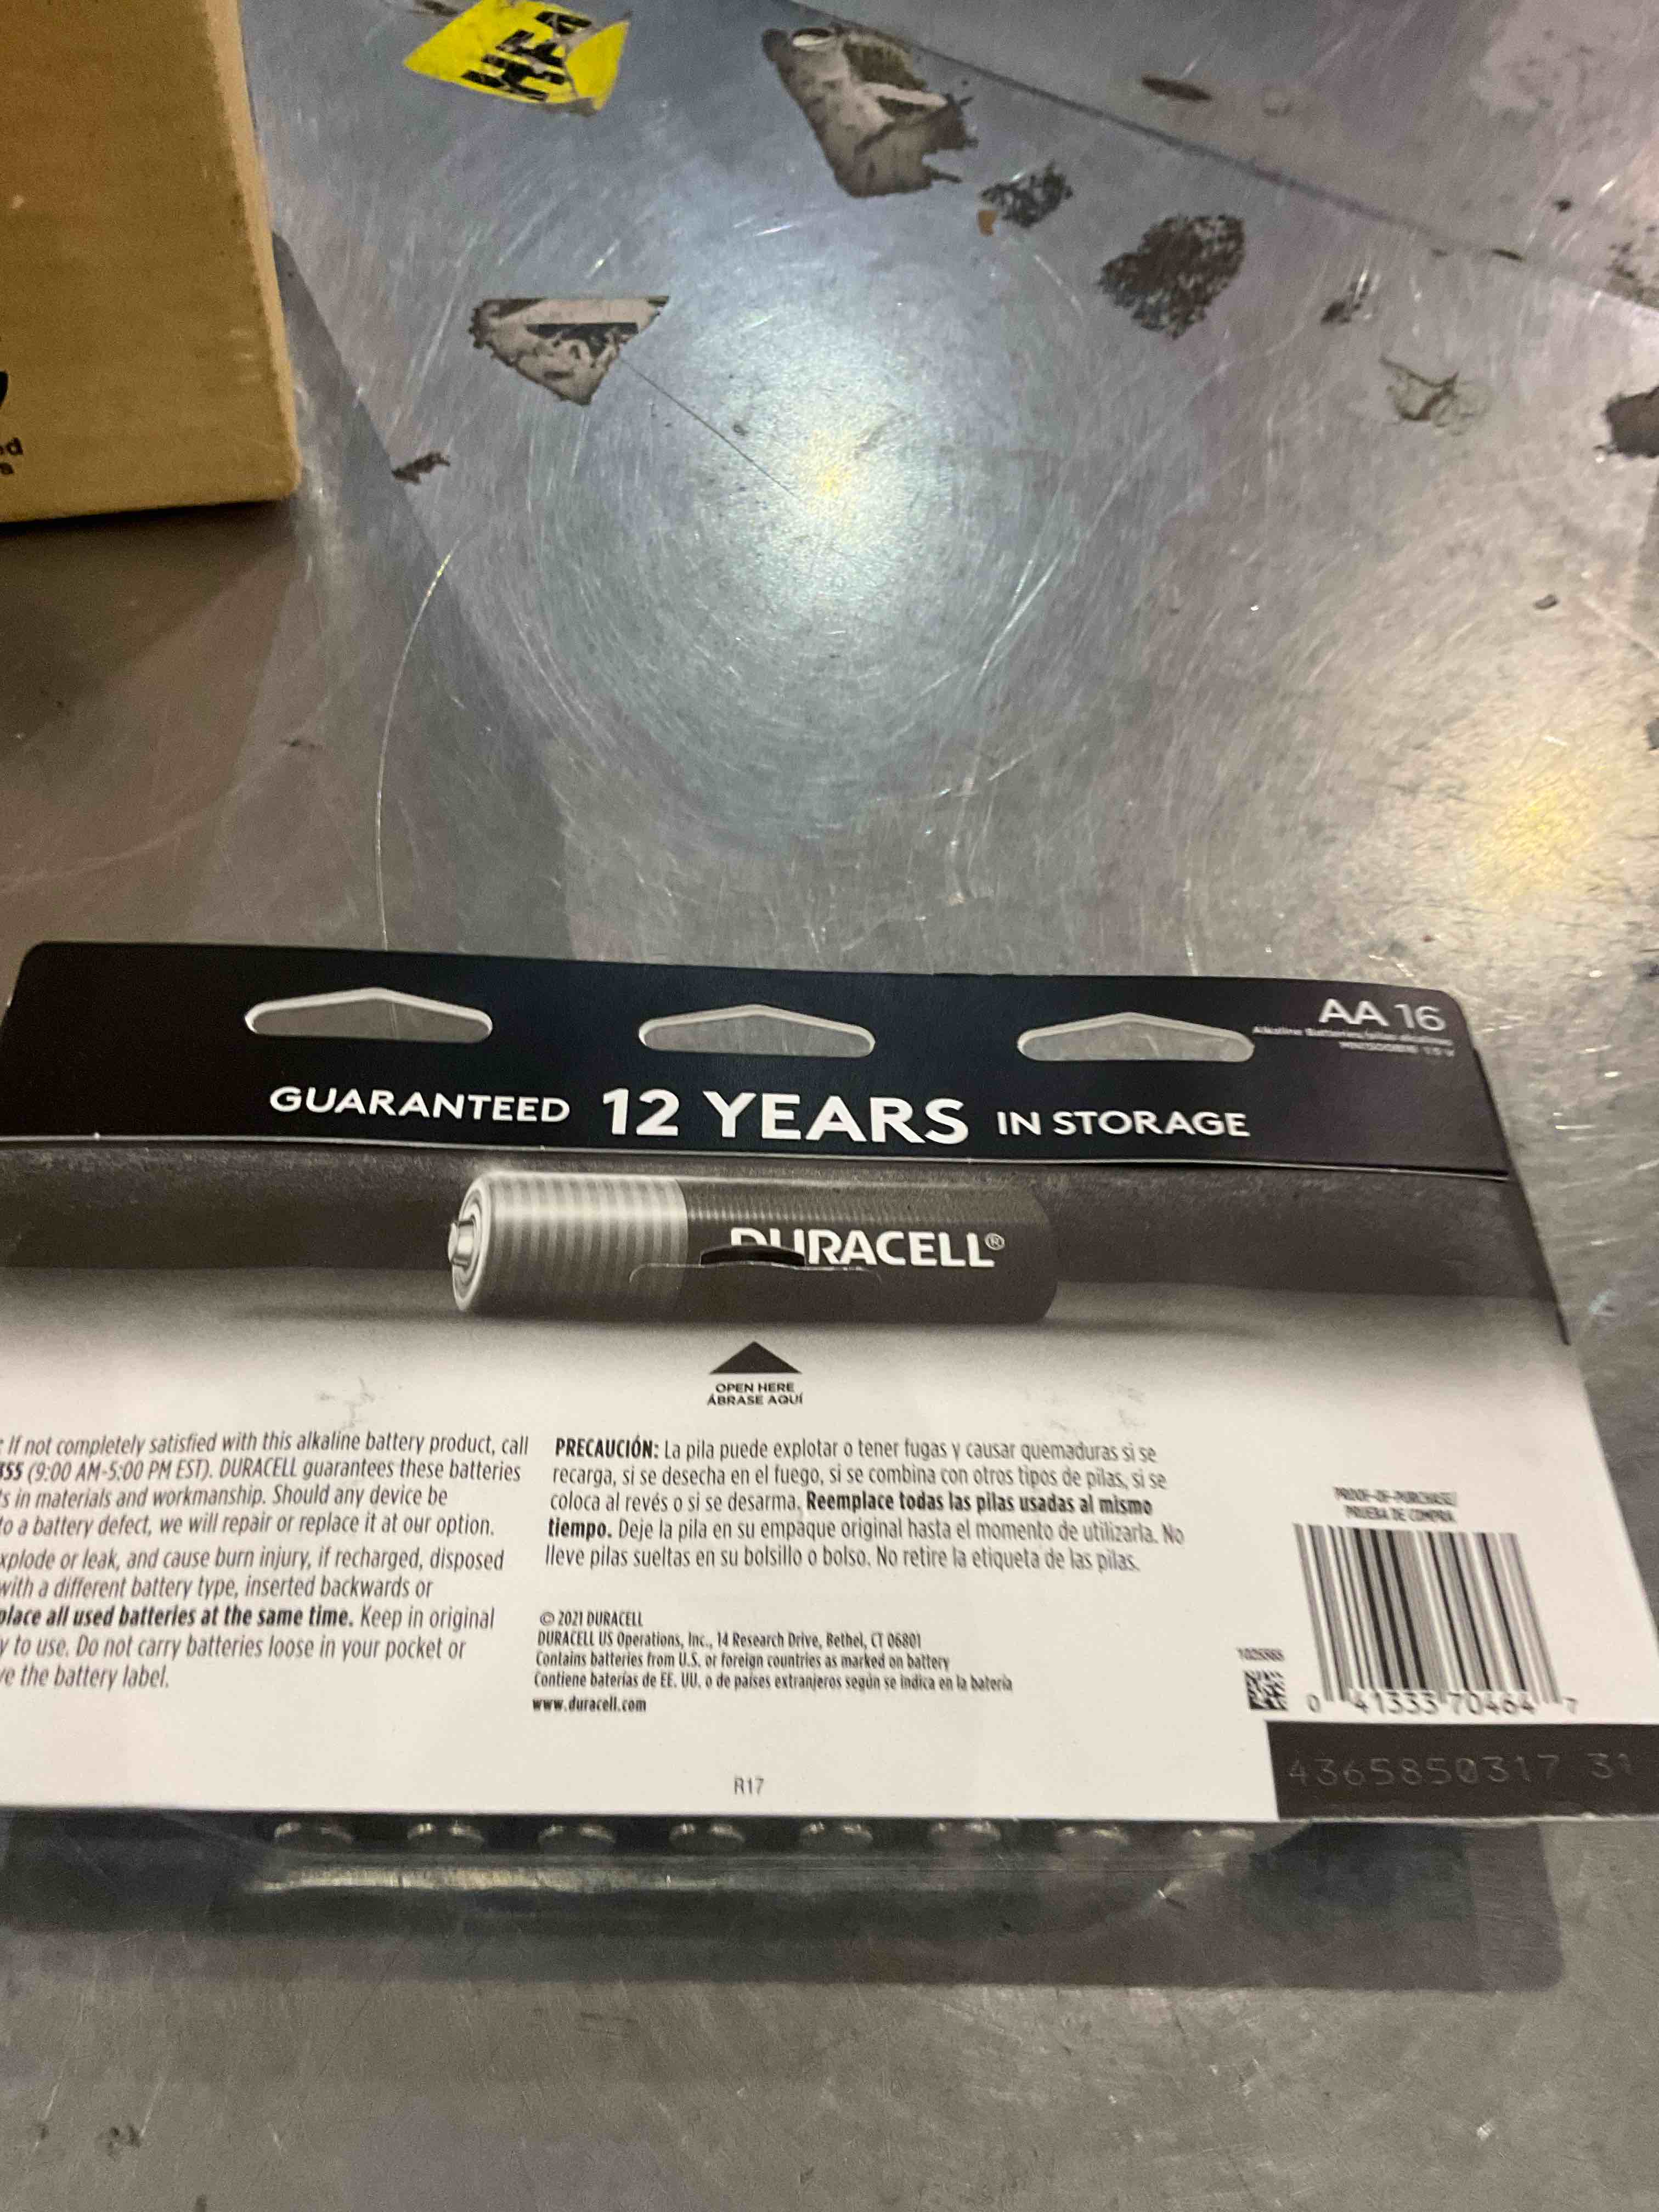 AA 16
GUARANTEED 12 YEARS IN STORAGE
DURACELL®
OPEN HERE
ÁBRASE AQUÍ
If not completely satisfied with this alkaline battery product, call
355 (9:00 AM-5:00 PM EST). DURACELL guarantees these batteries
in materials and workmanship. Should any device be
to a battery defect, we will repair or replace it at our option.
xplode or leak, and cause burn injury, if recharged, disposed
with a different battery type, inserted backwards or
place all used batteries at the same time. Keep in original
y to use. Do not carry batteries loose in your pocket or
ve the battery label.
PRECAUCIÓN: La pila puede explotar o tener fugas y causar quemaduras si se
recarga, si se desecha en el fuego, si se combina con otros tipos de pilas, si se
coloca al revés o si se desarma. Reemplace todas las pilas usadas al mismo
tiempo. Deje la pila en su empaque original hasta el momento de utilizarla. No
lleve pilas sueltas en su bolsillo o bolso. No retire la etiqueta de las pilas.
© 2021 DURACELL
DURACELL US Operations, Inc., 14 Research Drive, Bethel, CT 06801
Contains batteries from U.S. or foreign countries as marked on battery
Contiene baterías de EE. UU. o de países extranjeros según se indica en la batería
www.duracell.com
PROOF-OF-PURCHASE/
PRUEBA DE COMPRA
0 41333 70464 7
4365850317 31
R17